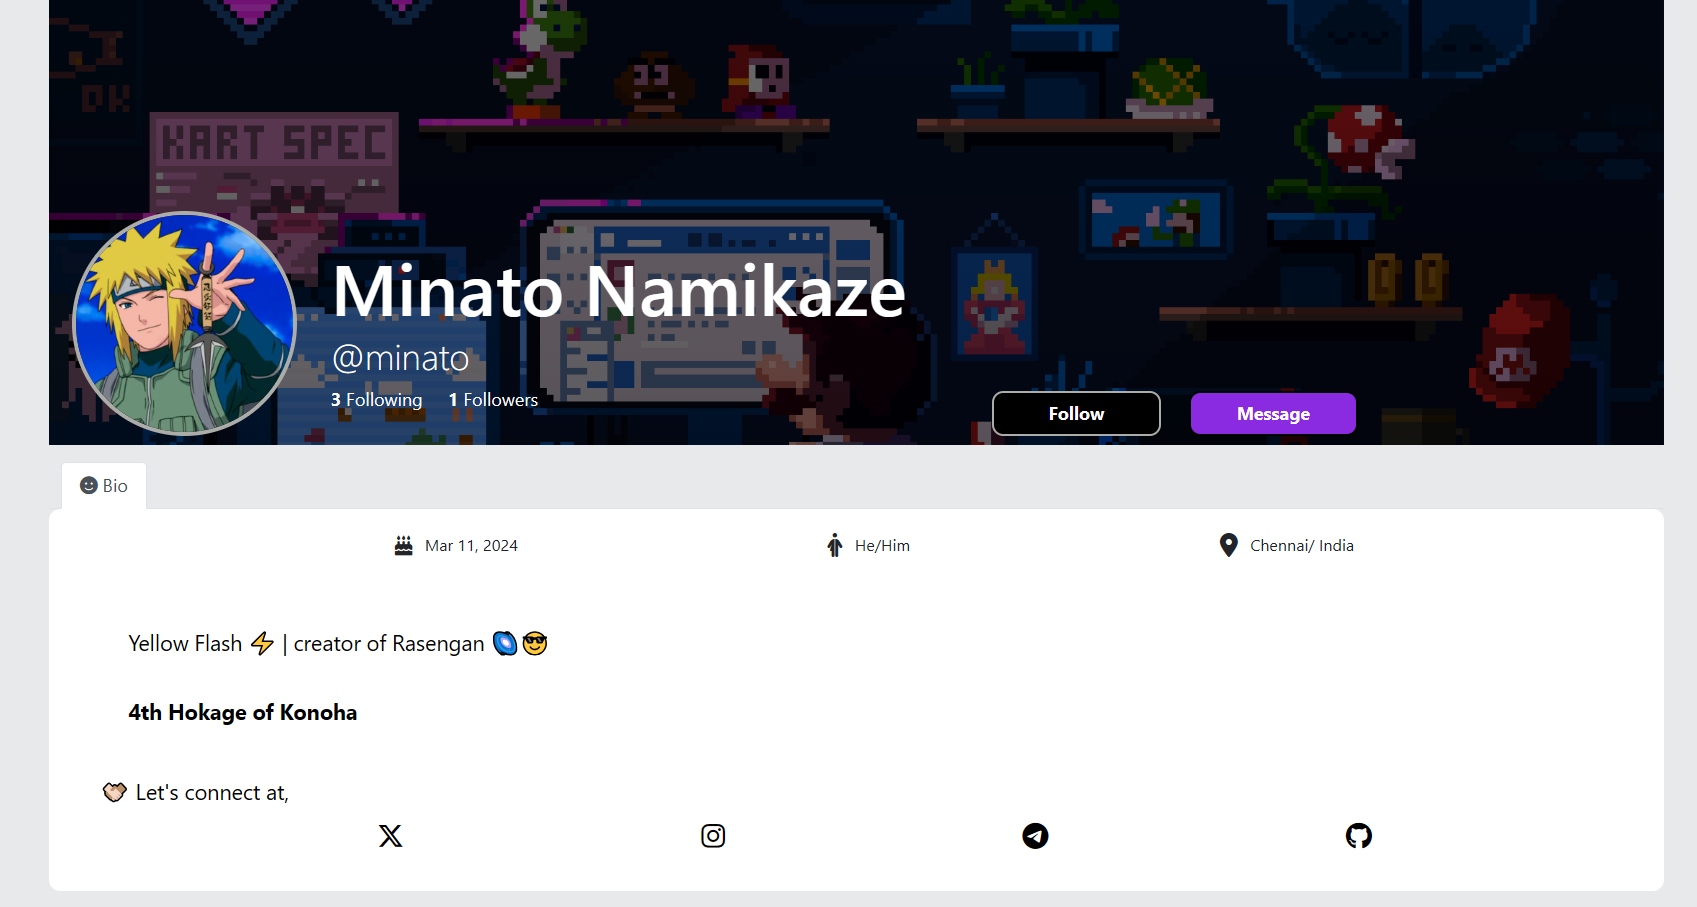 DK
KART SPEC
Minato Namikaze
@minato
3 Following 1 Followers
Follow
Message
Bio
Mar 11, 2024
He/Him
Chennai/ India
Yellow Flash ⚡ | creator of Rasengan 🌀😎
4th Hokage of Konoha
🤝 Let's connect at,